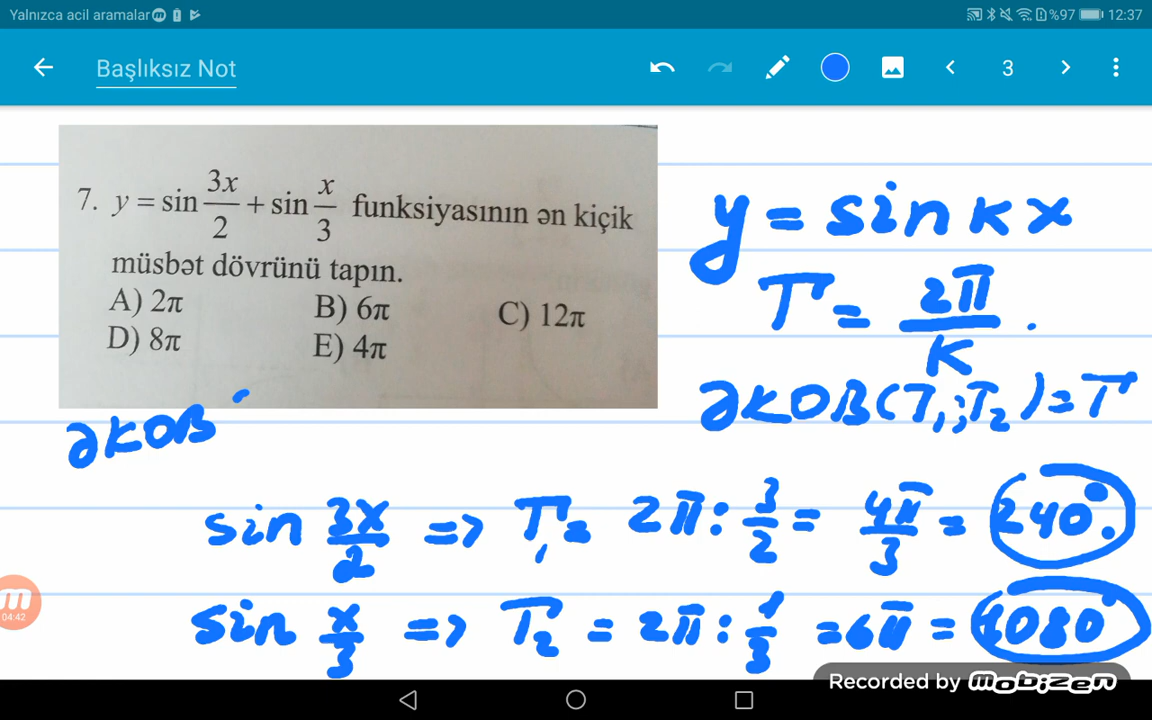 Yalnızca acil aramalar %97 12:37
Başlıksız Not 3
7. y = sin 3x/2 + sin x/3 funksiyasının ən kiçik
müsbət dövrünü tapın.
A) 2π B) 6π C) 12π
D) 8π E) 4π
y = sin kx
T = 2π/k.
ƏKOB(T₁;T₂)=T
ƏKOB
sin 3x/2 => T₁= 2π : 3/2 = 4π/3 = 240°.
sin x/3 => T₂ = 2π : 1/3 = 6π = 1080°
04:42
Recorded by mobizen